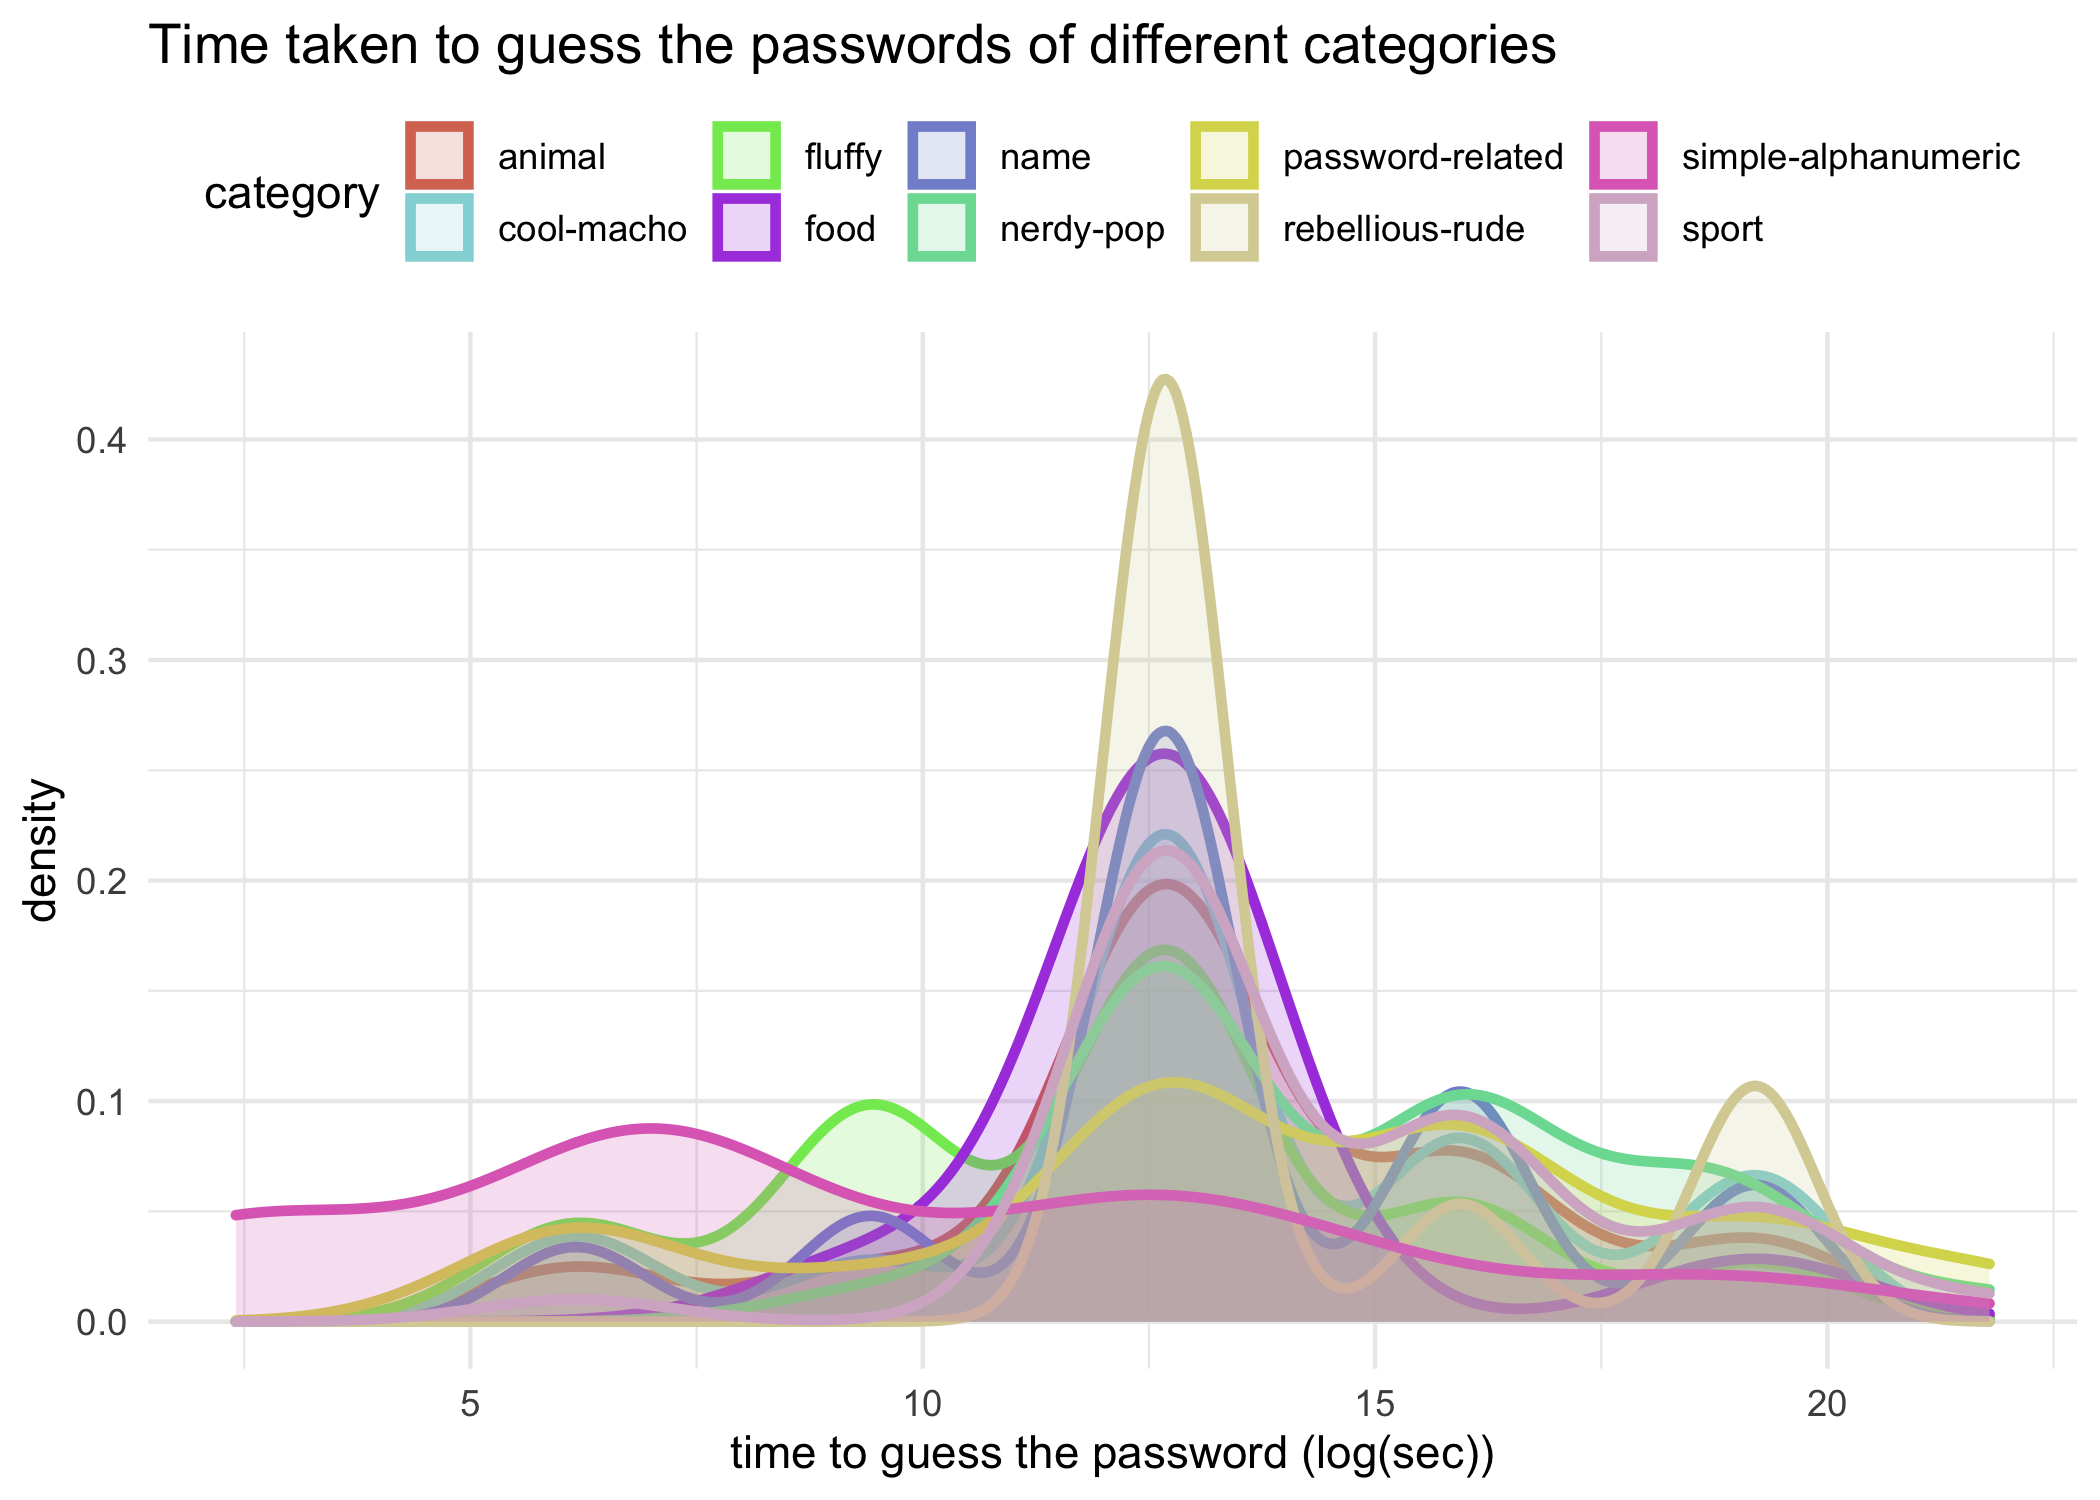 Time taken to guess the passwords of different categories
category
animal fluffy name password-related simple-alphanumeric
cool-macho food nerdy-pop rebellious-rude sport
density
0.4
0.3
0.2
0.1
0.0
5 10 15 20
time to guess the password (log(sec))